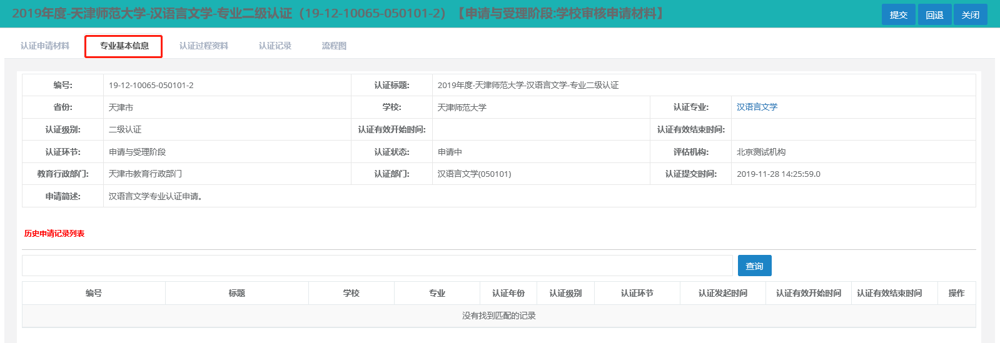 2019年度-天津师范大学-汉语言文学-专业二级认证（19-12-10065-050101-2）【申请与受理阶段:学校审核申请材料】 提交 回退 关闭
认证申请材料 专业基本信息 认证过程资料 认证记录 流程图
编号: 19-12-10065-050101-2 认证标题: 2019年度-天津师范大学-汉语言文学-专业二级认证
省份: 天津市 学校: 天津师范大学 认证专业: 汉语言文学
认证级别: 二级认证 认证有效开始时间: 认证有效结束时间:
认证环节: 申请与受理阶段 认证状态: 申请中 评估机构: 北京测试机构
教育行政部门: 天津市教育行政部门 认证部门: 汉语言文学(050101) 认证提交时间: 2019-11-28 14:25:59.0
申请简述: 汉语言文学专业认证申请。
历史申请记录列表
查询
编号 标题 学校 专业 认证年份 认证级别 认证环节 认证发起时间 认证有效开始时间 认证有效结束时间 操作
没有找到匹配的记录